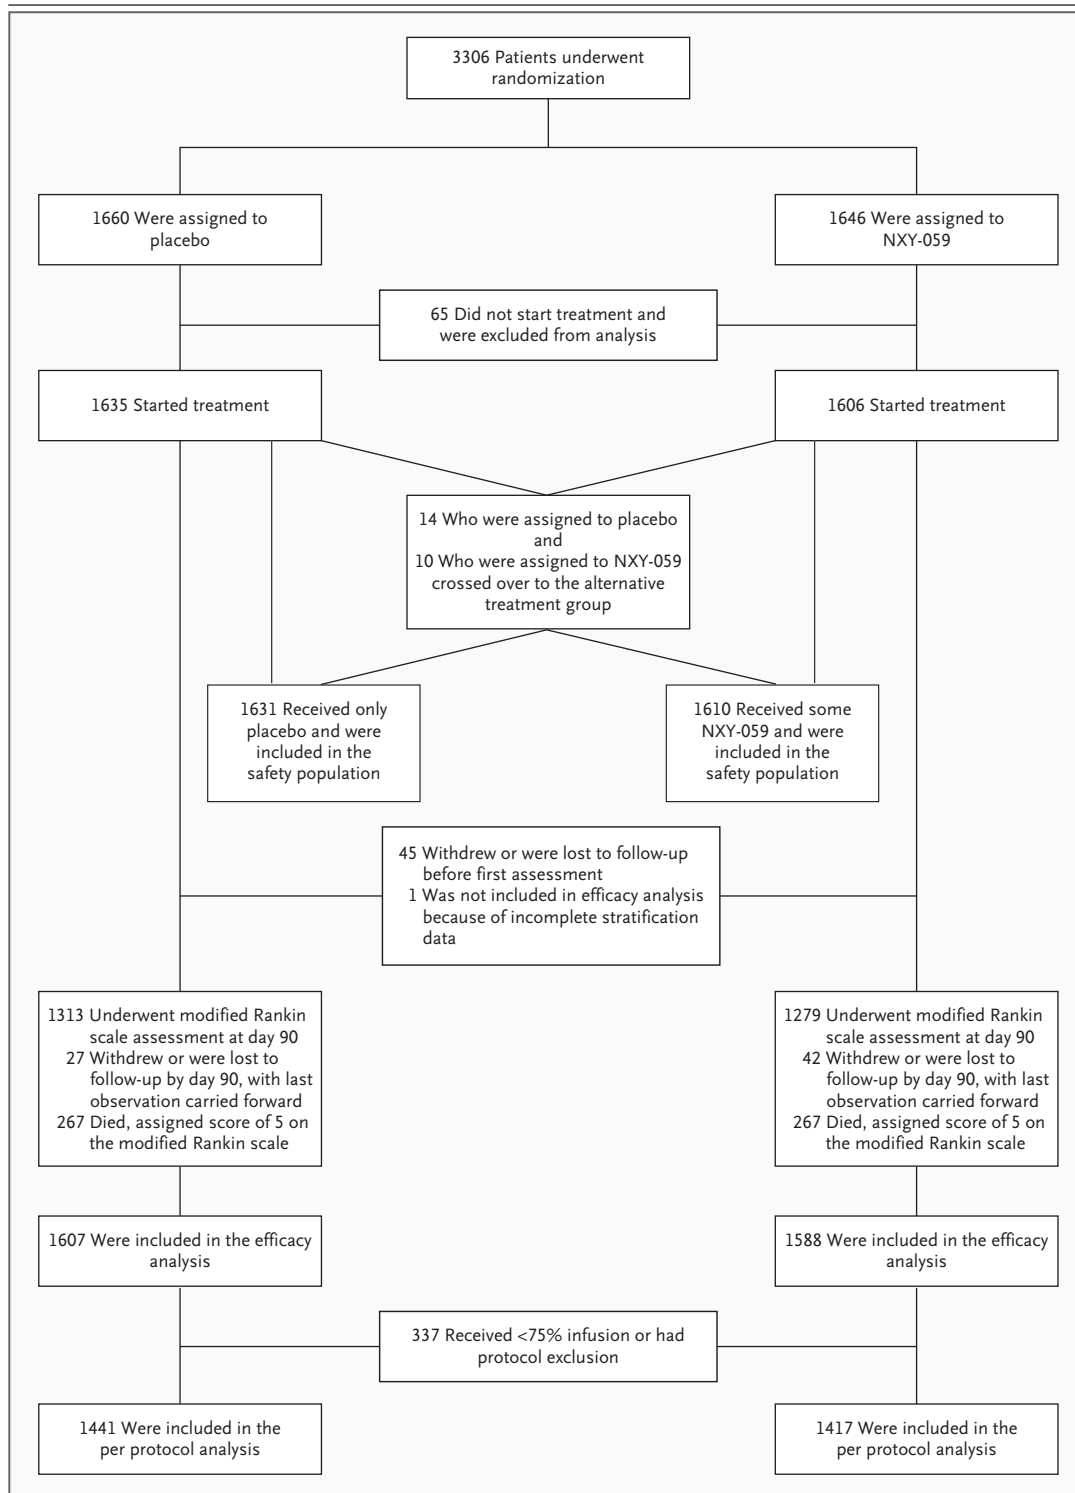 3306 Patients underwent
randomization
1660 Were assigned to
placebo
1646 Were assigned to
NXY-059
65 Did not start treatment and
were excluded from analysis
1635 Started treatment
1606 Started treatment
14 Who were assigned to placebo
and
10 Who were assigned to NXY-059
crossed over to the alternative
treatment group
1631 Received only
placebo and were
included in the
safety population
1610 Received some
NXY-059 and were
included in the
safety population
45 Withdrew or were lost to follow-up
before first assessment
1 Was not included in efficacy analysis
because of incomplete stratification
data
1313 Underwent modified Rankin
scale assessment at day 90
27 Withdrew or were lost to
follow-up by day 90, with last
observation carried forward
267 Died, assigned score of 5 on
the modified Rankin scale
1279 Underwent modified Rankin
scale assessment at day 90
42 Withdrew or were lost to
follow-up by day 90, with last
observation carried forward
267 Died, assigned score of 5 on
the modified Rankin scale
1607 Were included in the efficacy
analysis
1588 Were included in the efficacy
analysis
337 Received <75% infusion or had
protocol exclusion
1441 Were included in the
per protocol analysis
1417 Were included in the
per protocol analysis